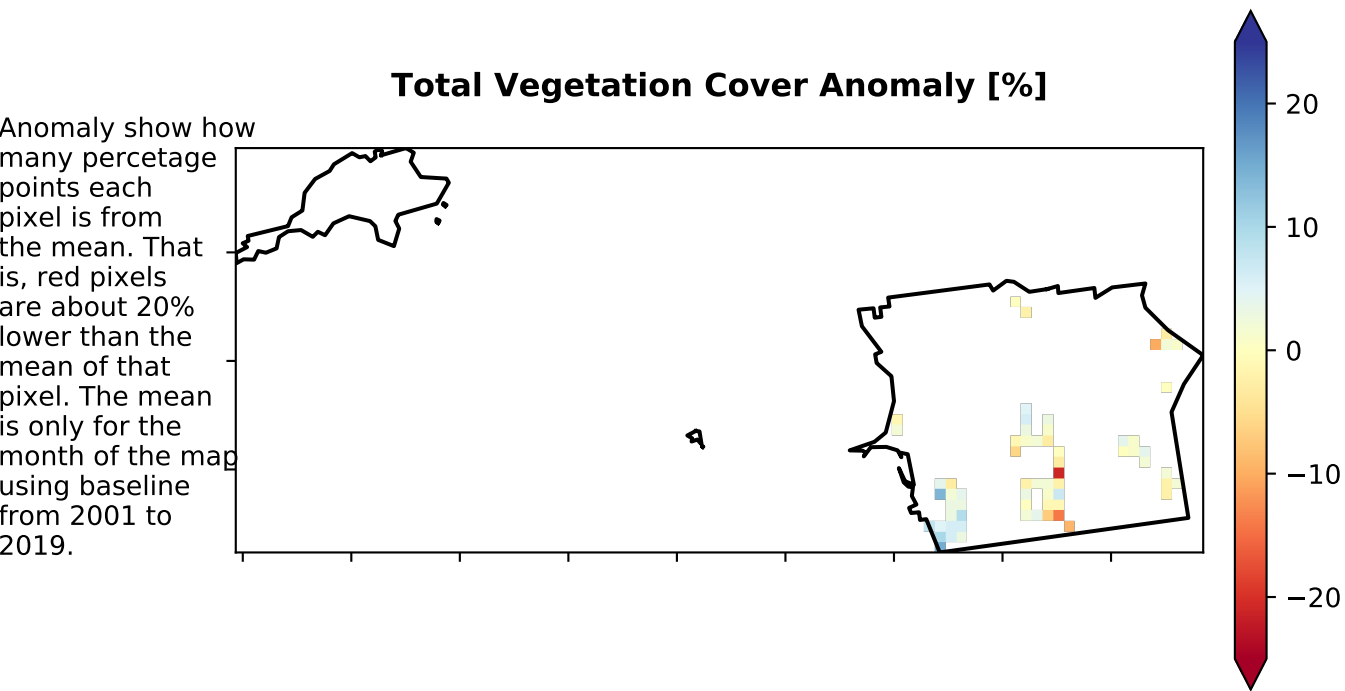 Total Vegetation Cover Anomaly [%]
Anomaly show how
many percetage
points each
pixel is from
the mean. That
is, red pixels
are about 20%
lower than the
mean of that
pixel. The mean
is only for the
month of the map
using baseline
from 2001 to
2019.
20
10
0
−10
−20